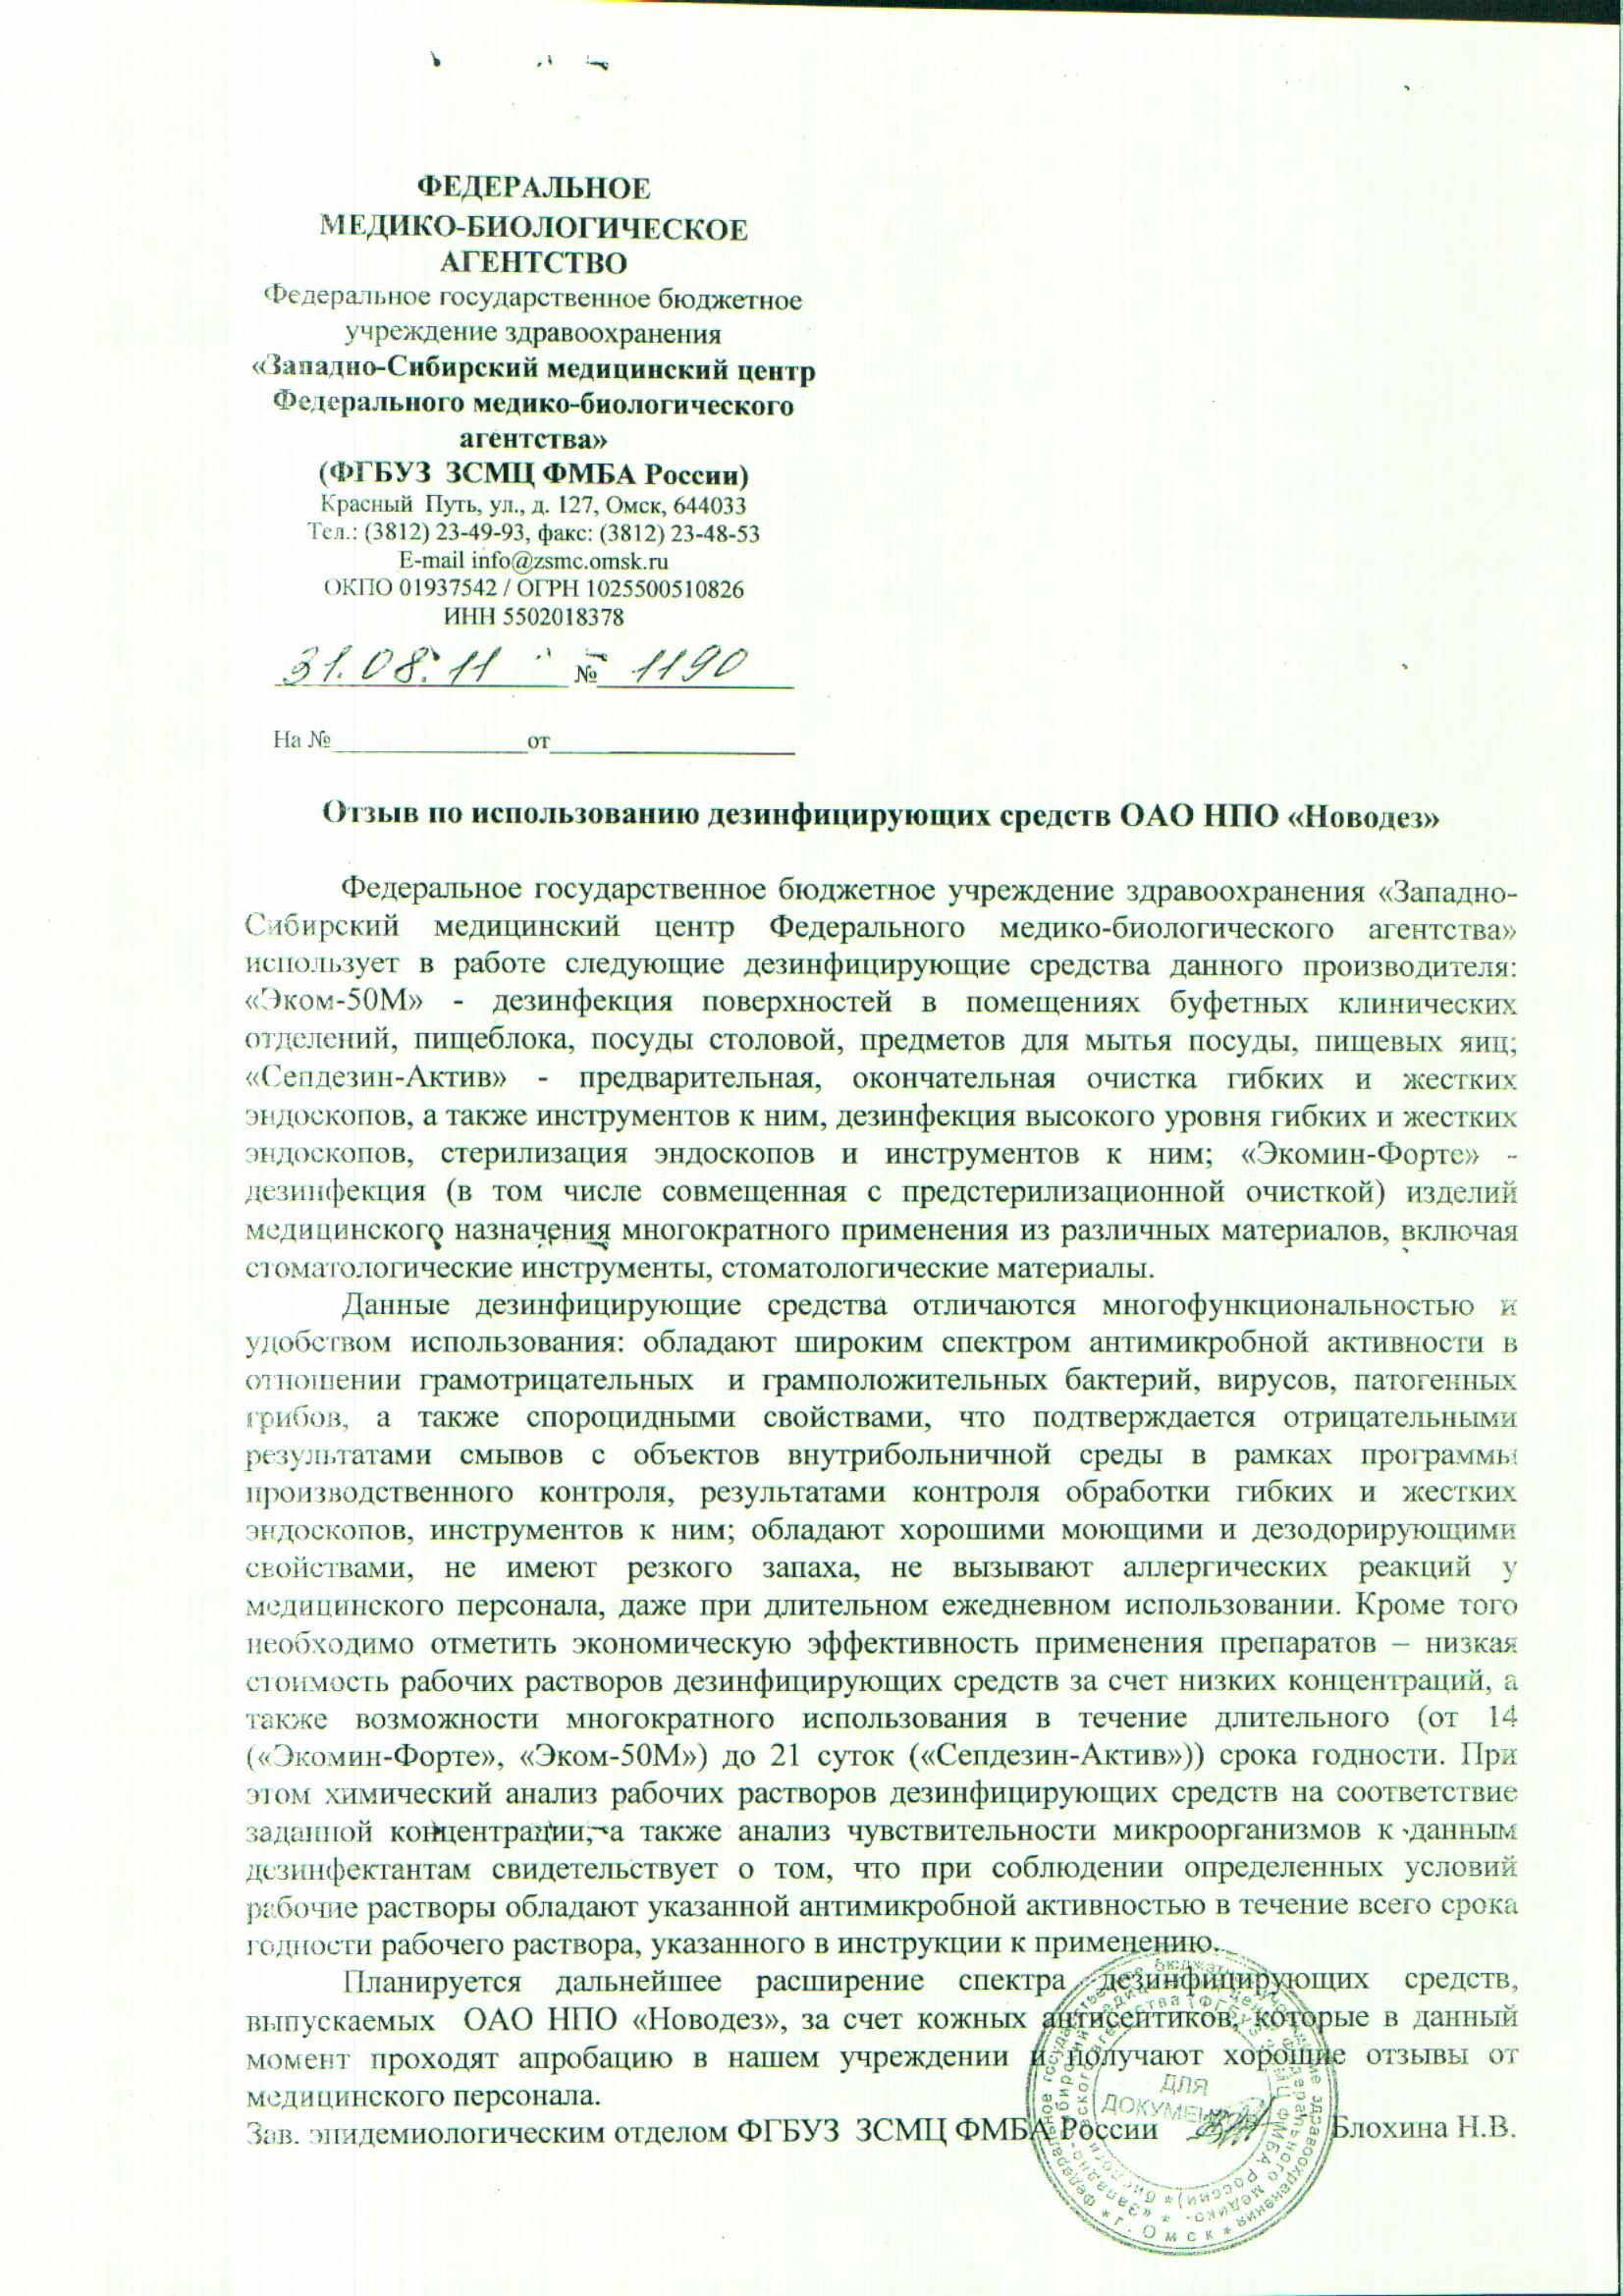 ФЕДЕРАЛЬНОЕ
МЕДИКО-БИОЛОГИЧЕСКОЕ
АГЕНТСТВО
Федеральное государственное бюджетное
учреждение здравоохранения
«Западно-Сибирский медицинский центр
Федерального медико-биологического
агентства»
(ФГБУЗ ЗСМЦ ФМБА России)
Красный Путь, ул., д. 127, Омск, 644033
Тел.: (3812) 23-49-93, факс: (3812) 23-48-53
E-mail info@zsmc.omsk.ru
ОКПО 01937542 / ОГРН 1025500510826
ИНН 5502018378
31.08.11 № 1190
На № от
Отзыв по использованию дезинфицирующих средств ОАО НПО «Новодез»
Федеральное государственное бюджетное учреждение здравоохранения «Западно-
Сибирский медицинский центр Федерального медико-биологического агентства»
использует в работе следующие дезинфицирующие средства данного производителя:
«Эком-50М» - дезинфекция поверхностей в помещениях буфетных клинических
отделений, пищеблока, посуды столовой, предметов для мытья посуды, пищевых яиц;
«Сепдезин-Актив» - предварительная, окончательная очистка гибких и жестких
эндоскопов, а также инструментов к ним, дезинфекция высокого уровня гибких и жестких
эндоскопов, стерилизация эндоскопов и инструментов к ним; «Экомин-Форте» -
дезинфекция (в том числе совмещенная с предстерилизационной очисткой) изделий
медицинского назначения многократного применения из различных материалов, включая
стоматологические инструменты, стоматологические материалы.
Данные дезинфицирующие средства отличаются многофункциональностью и
удобством использования: обладают широким спектром антимикробной активности в
отношении грамотрицательных и грамположительных бактерий, вирусов, патогенных
грибов, а также спороцидными свойствами, что подтверждается отрицательными
результатами смывов с объектов внутрибольничной среды в рамках программы
производственного контроля, результатами контроля обработки гибких и жестких
эндоскопов, инструментов к ним; обладают хорошими моющими и дезодорирующими
свойствами, не имеют резкого запаха, не вызывают аллергических реакций у
медицинского персонала, даже при длительном ежедневном использовании. Кроме того
необходимо отметить экономическую эффективность применения препаратов – низкая
стоимость рабочих растворов дезинфицирующих средств за счет низких концентраций, а
также возможности многократного использования в течение длительного (от 14
(«Экомин-Форте», «Эком-50М») до 21 суток («Сепдезин-Актив»)) срока годности. При
этом химический анализ рабочих растворов дезинфицирующих средств на соответствие
заданной концентрации, а также анализ чувствительности микроорганизмов к данным
дезинфектантам свидетельствует о том, что при соблюдении определенных условий
рабочие растворы обладают указанной антимикробной активностью в течение всего срока
годности рабочего раствора, указанного в инструкции к применению.
Планируется дальнейшее расширение спектра дезинфицирующих средств,
выпускаемых ОАО НПО «Новодез», за счет кожных антисептиков, которые в данный
момент проходят апробацию в нашем учреждении и получают хорошие отзывы от
медицинского персонала.
Зав. эпидемиологическим отделом ФГБУЗ ЗСМЦ ФМБА России Блохина Н.В.
ДЛЯ
г. Омск